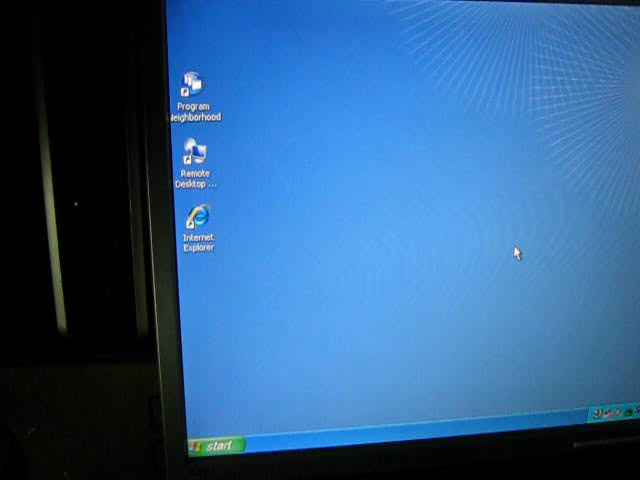 Program
Neighborhood
Remote
Desktop ...
Internet
Explorer
start